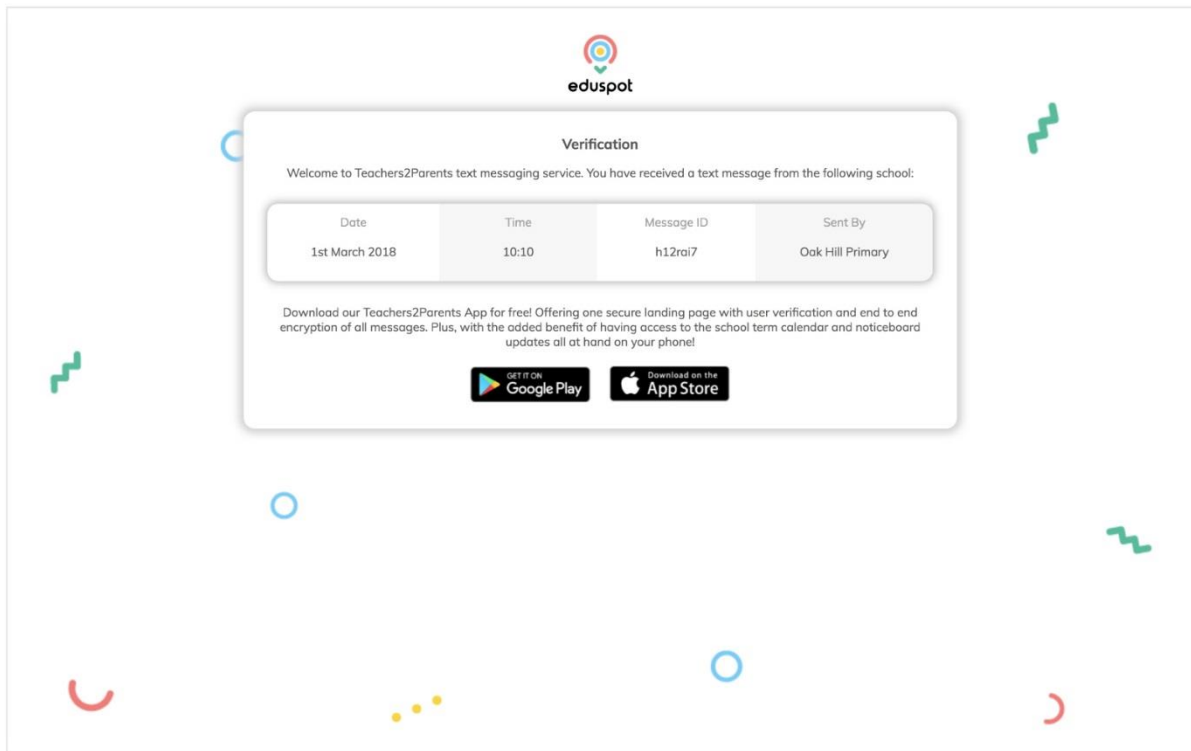 eduspot
Verification
Welcome to Teachers2Parents text messaging service. You have received a text message from the following school:
Date Time Message ID Sent By
1st March 2018 10:10 h12rai7 Oak Hill Primary
Download our Teachers2Parents App for free! Offering one secure landing page with user verification and end to end
encryption of all messages. Plus, with the added benefit of having access to the school term calendar and noticeboard
updates all at hand on your phone!
GET IT ON Download on the
Google Play App Store